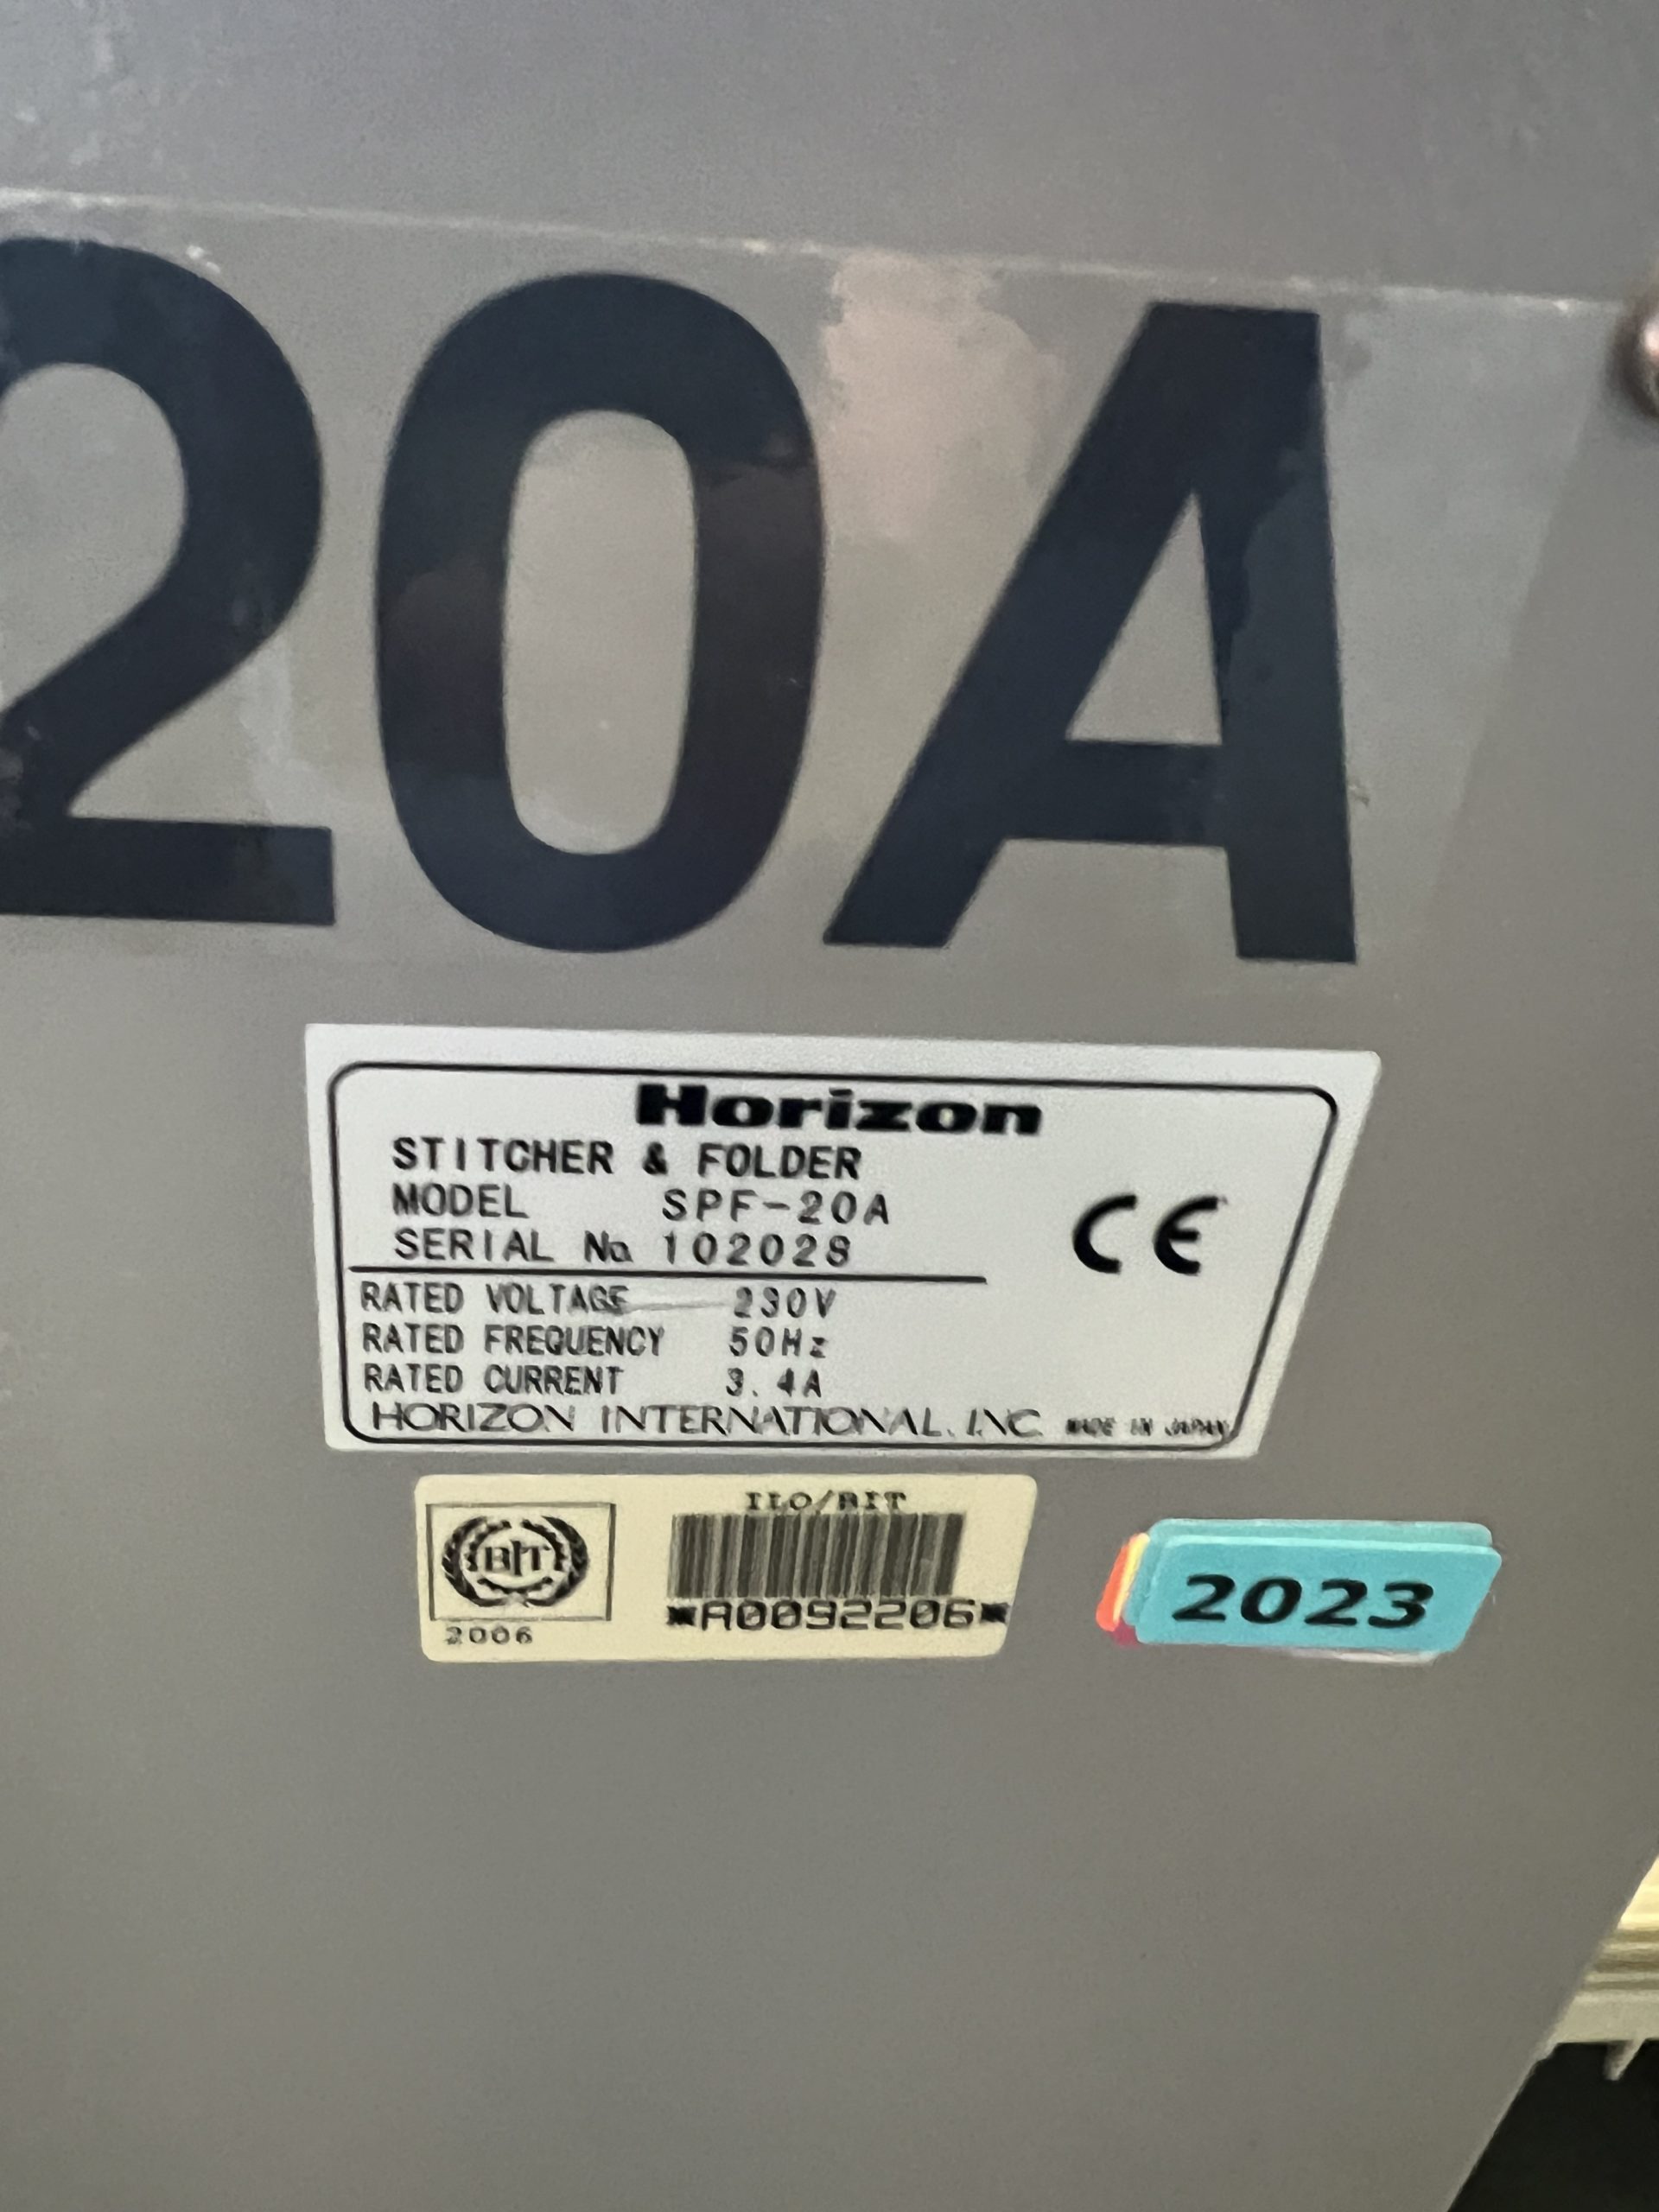 20A
Horizon
STITCHER & FOLDER
MODEL SPF-20A
SERIAL No. 102028
CE
RATED VOLTAGE 230V
RATED FREQUENCY 50Hz
RATED CURRENT 3.4A
HORIZON INTERNATIONAL, INC. MADE IN JAPAN
ILO/BIT
BIT
*A0092206*
2006
2023